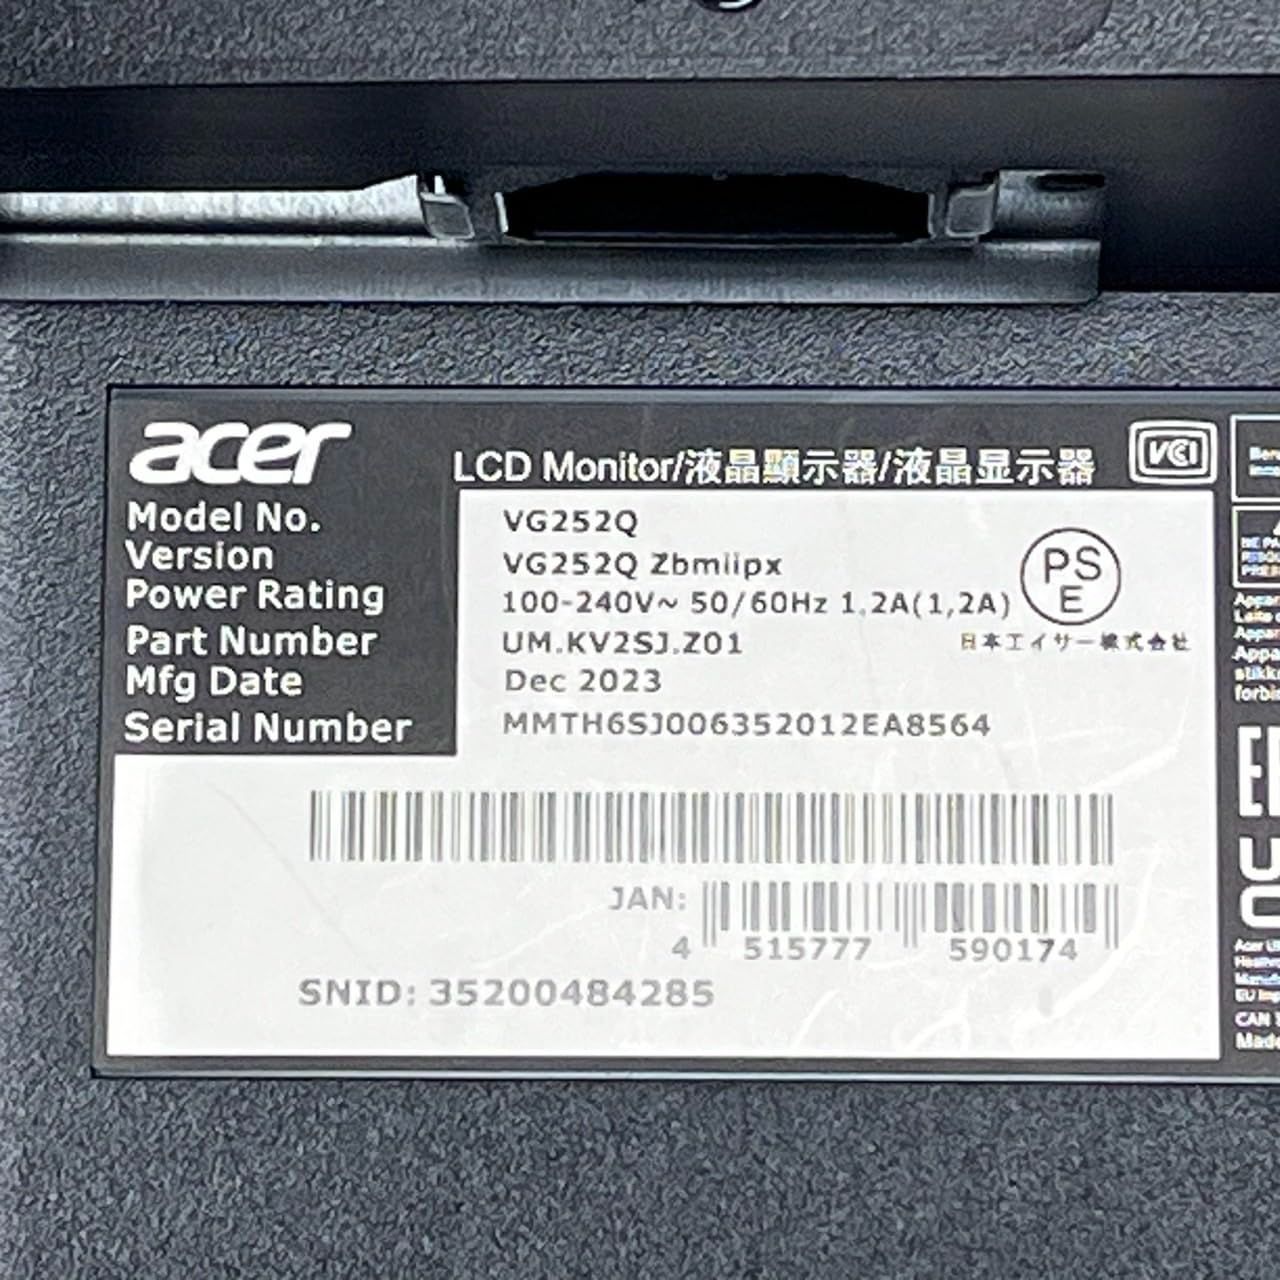 acer
LCD Monitor/液晶顯示器/液晶显示器
VCCI
Model No. VG252Q
Version VG252Q Zbmiipx
Power Rating 100-240V~ 50/60Hz 1.2A(1,2A)
PS
E
Part Number UM.KV2SJ.Z01
日本エイサー株式会社
Mfg Date Dec 2023
Serial Number MMTH6SJ006352012EA8564
JAN:
4 515777 590174
SNID: 35200484285